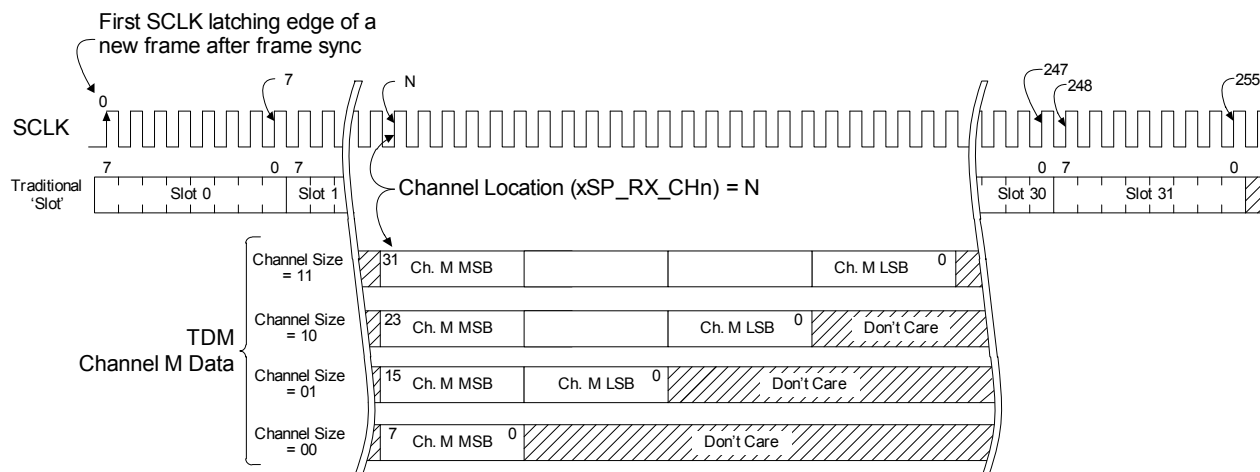 First SCLK latching edge of a
new frame after frame sync
0
7
N
247
248
255
SCLK
7 0 7 0 7 0
Traditional
‘Slot’
Slot 0 Slot 1 Slot 30 Slot 31
Channel Location (xSP_RX_CHn) = N
TDM
Channel M Data
Channel Size
= 11
31 Ch. M MSB Ch. M LSB 0
Channel Size
= 10
23 Ch. M MSB Ch. M LSB 0 Don't Care
Channel Size
= 01
15 Ch. M MSB Ch. M LSB 0 Don't Care
Channel Size
= 00
7 Ch. M MSB 0 Don't Care